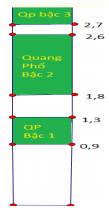 Qp bậc 3
2,7
2,6
Quang
Phổ
Bậc 2
1,8
1,3
QP
Bậc 1
0,9